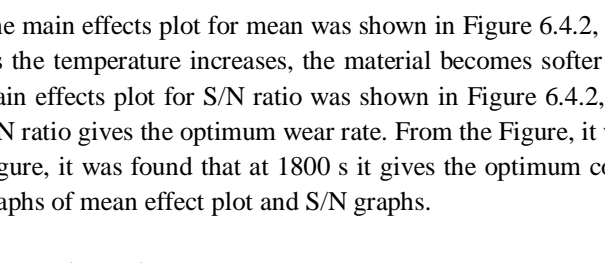 ne main effects plot for mean was shown in Figure 6.4.2,
s the temperature increases, the material becomes softer
ain effects plot for S/N ratio was shown in Figure 6.4.2,
N ratio gives the optimum wear rate. From the Figure, it
gure, it was found that at 1800 s it gives the optimum co
aphs of mean effect plot and S/N graphs.